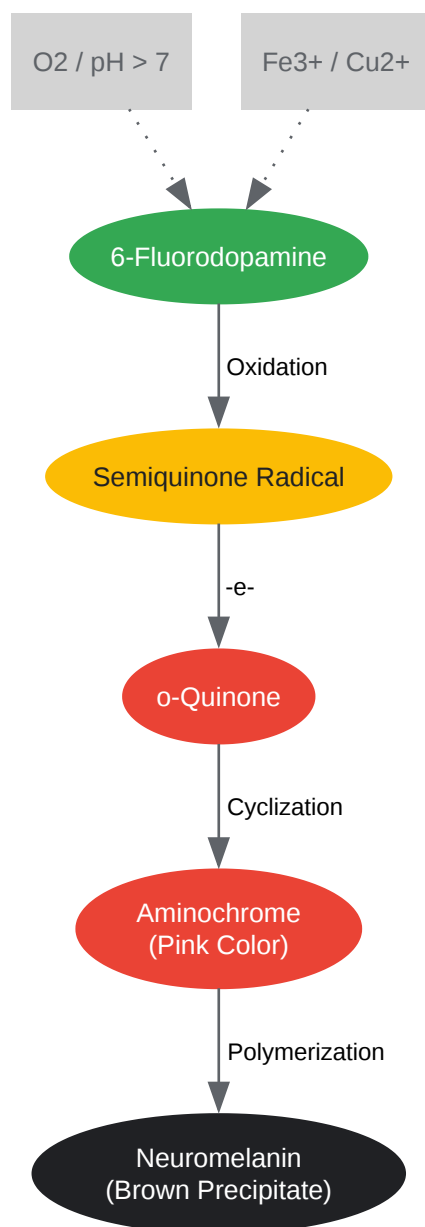 O2 / pH > 7
Fe3+ / Cu2+
6-Fluorodopamine
Oxidation
Semiquinone Radical
-e-
o-Quinone
Cyclization
Aminochrome
(Pink Color)
Polymerization
Neuromelanin
(Brown Precipitate)